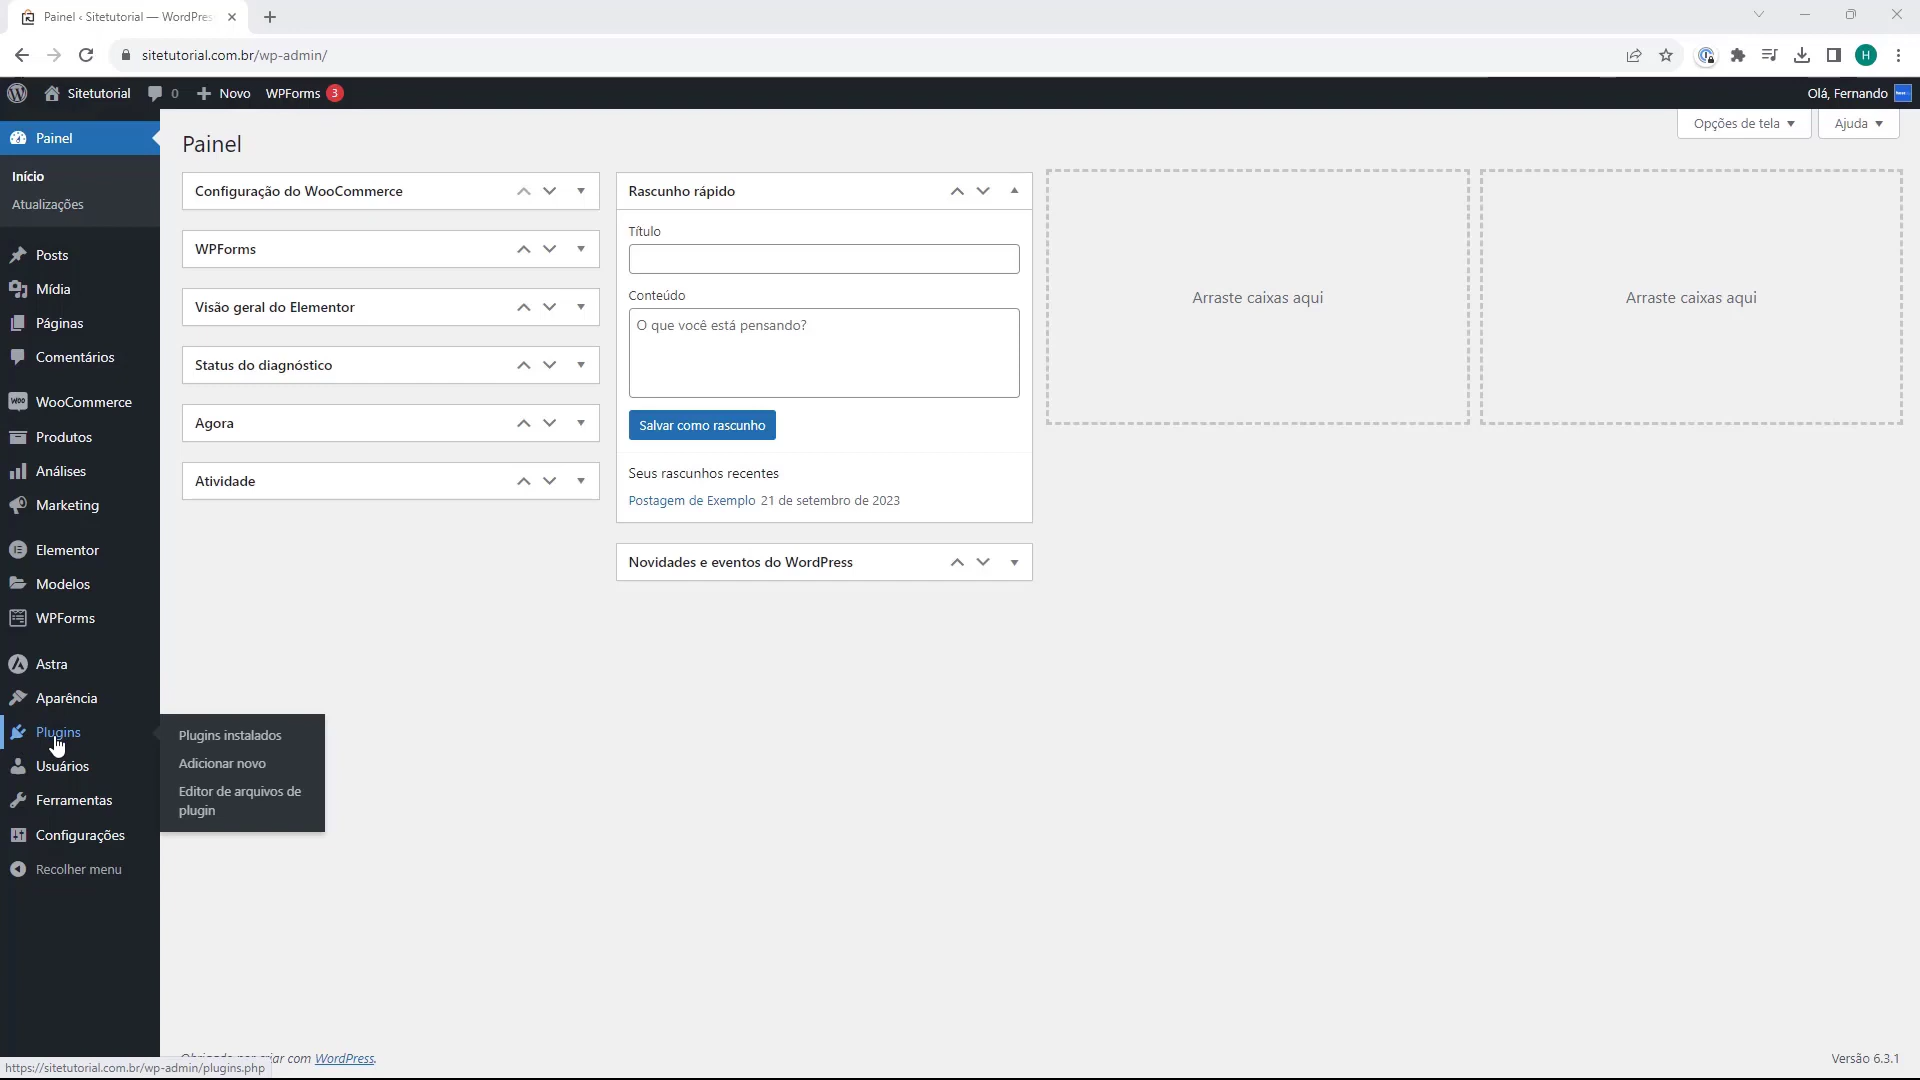 Painel ‹ Sitetutorial — WordPres
sitetutorial.com.br/wp-admin/
H
Sitetutorial
0
Novo
WPForms 3
Olá, Fernando
Painel
Início
Atualizações
Posts
Mídia
Páginas
Comentários
WooCommerce
Produtos
Análises
Marketing
Elementor
Modelos
WPForms
Astra
Aparência
Plugins
Usuários
Ferramentas
Configurações
Recolher menu
Plugins instalados
Adicionar novo
Editor de arquivos de
plugin
Opções de tela
Ajuda
Painel
Configuração do WooCommerce
WPForms
Visão geral do Elementor
Status do diagnóstico
Agora
Atividade
Rascunho rápido
Título
Conteúdo
O que você está pensando?
Salvar como rascunho
Seus rascunhos recentes
Postagem de Exemplo 21 de setembro de 2023
Novidades e eventos do WordPress
Arraste caixas aqui
Arraste caixas aqui
criar com WordPress.
Versão 6.3.1
https://sitetutorial.com.br/wp-admin/plugins.php